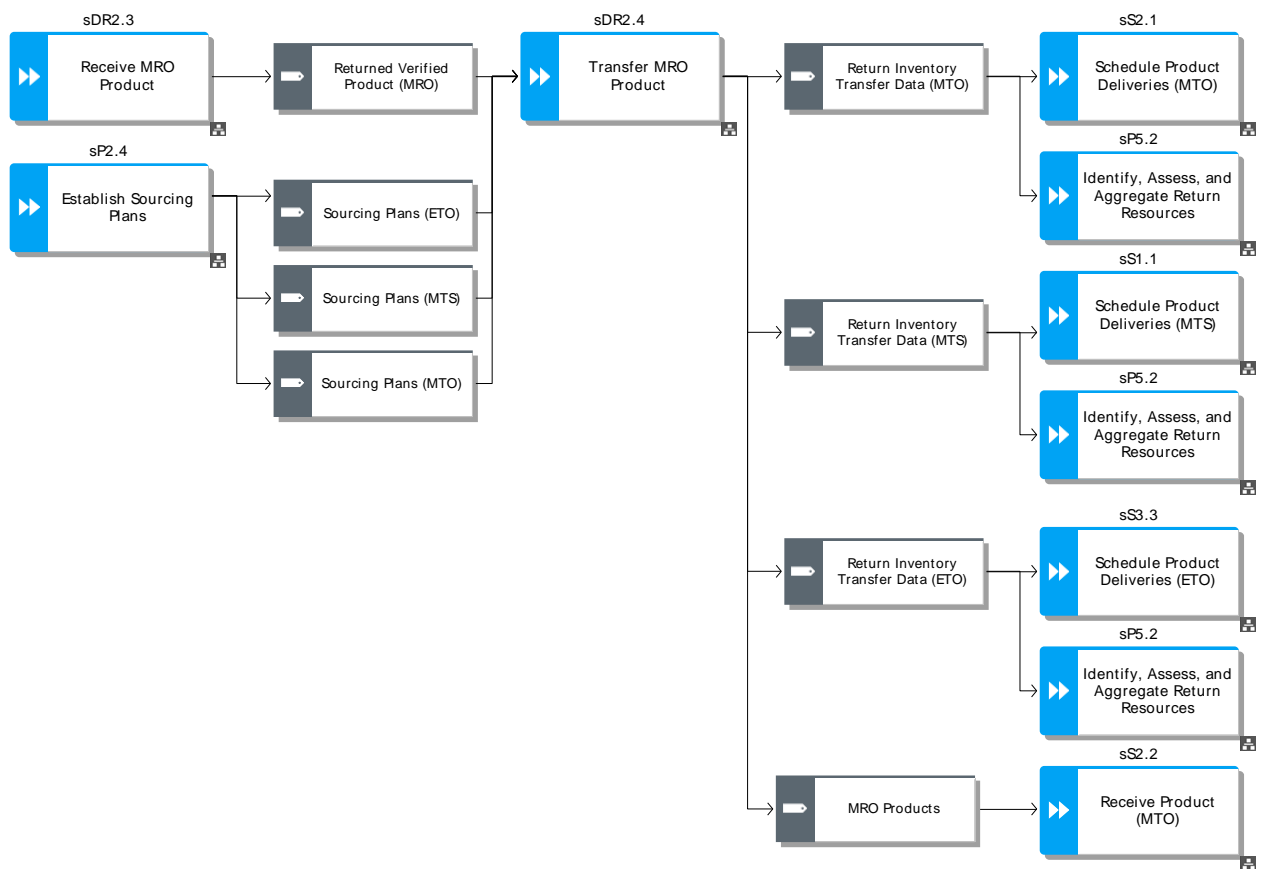 sDR2.3
Receive MRO
Product
Returned Verified
Product (MRO)
sP2.4
Establish Sourcing
Plans
Sourcing Plans (ETO)
Sourcing Plans (MTS)
Sourcing Plans (MTO)
sDR2.4
Transfer MRO
Product
Return Inventory
Transfer Data (MTO)
sS2.1
Schedule Product
Deliveries (MTO)
sP5.2
Identify, Assess, and
Aggregate Return
Resources
Return Inventory
Transfer Data (MTS)
sS1.1
Schedule Product
Deliveries (MTS)
sP5.2
Identify, Assess, and
Aggregate Return
Resources
Return Inventory
Transfer Data (ETO)
sS3.3
Schedule Product
Deliveries (ETO)
sP5.2
Identify, Assess, and
Aggregate Return
Resources
MRO Products
sS2.2
Receive Product
(MTO)